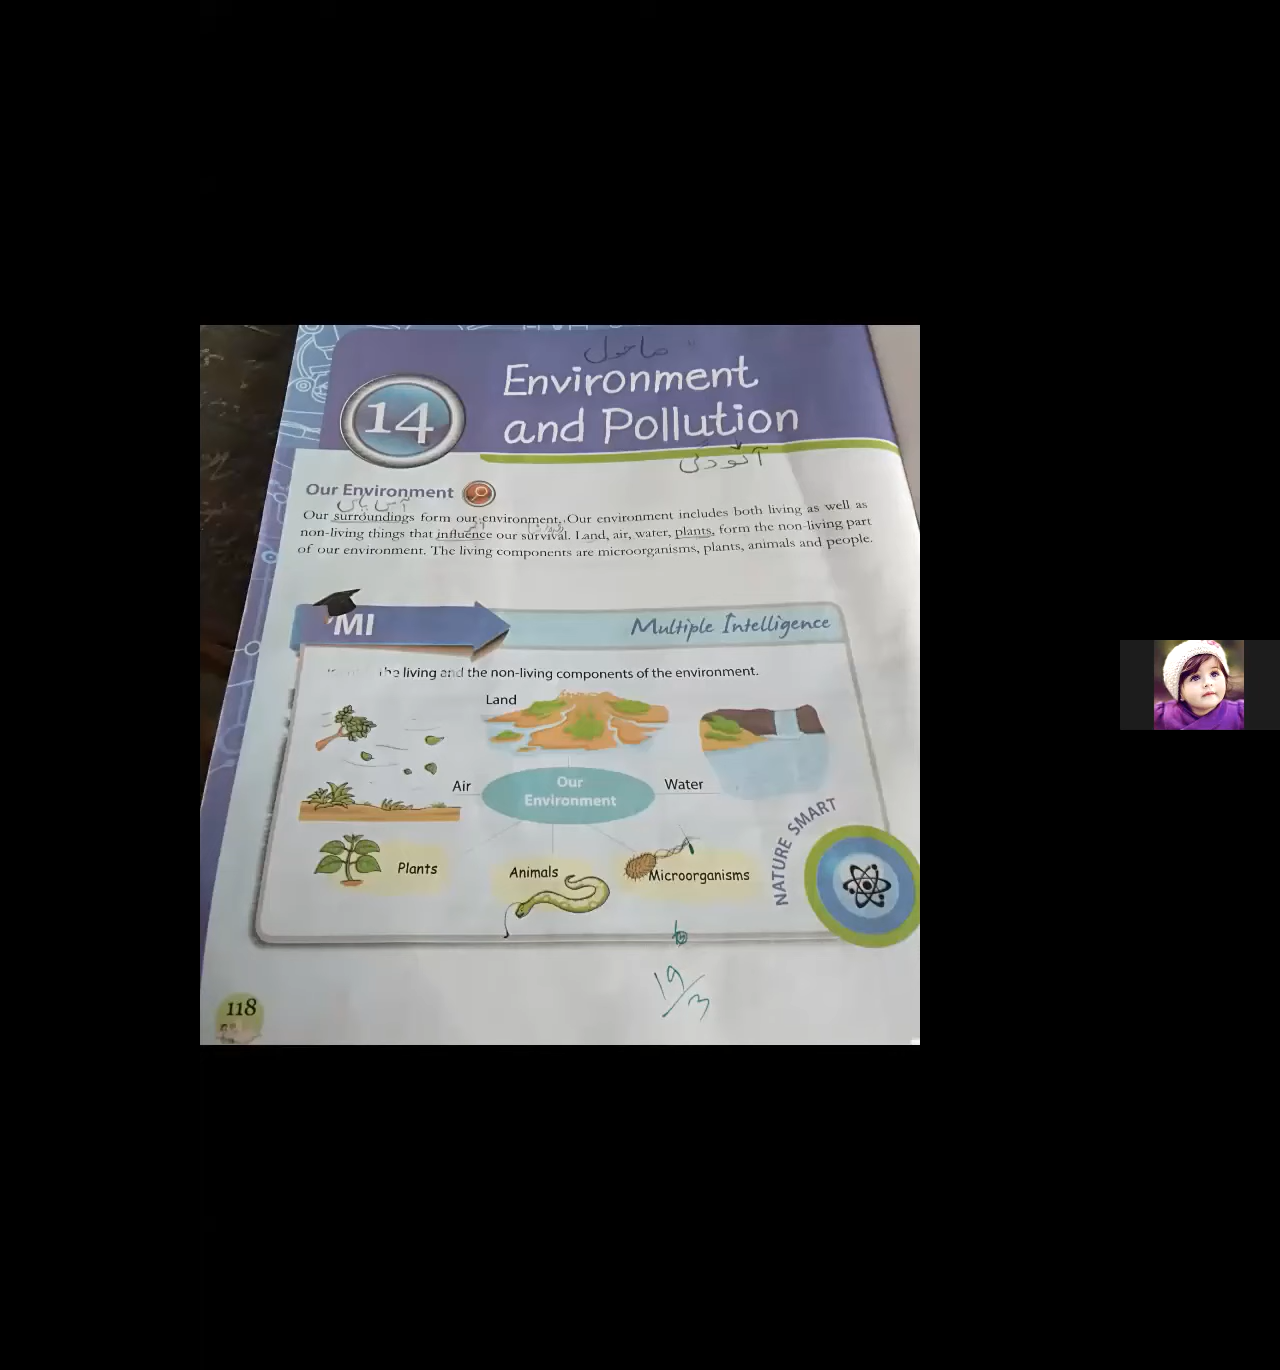 ماحول
Environment
and Pollution
14
آلودگی
Our Environment
آس پاس
Our surroundings form our environment. Our environment includes both living as well as
اثر
non-living things that influence our survival. Land, air, water, plants, form the non-living part
of our environment. The living components are microorganisms, plants, animals and people.
MI
Multiple Intelligence
the living and the non-living components of the environment.
Land
Air
Our
Environment
Water
Plants
Animals
Microorganisms
NATURE SMART
19/3
118